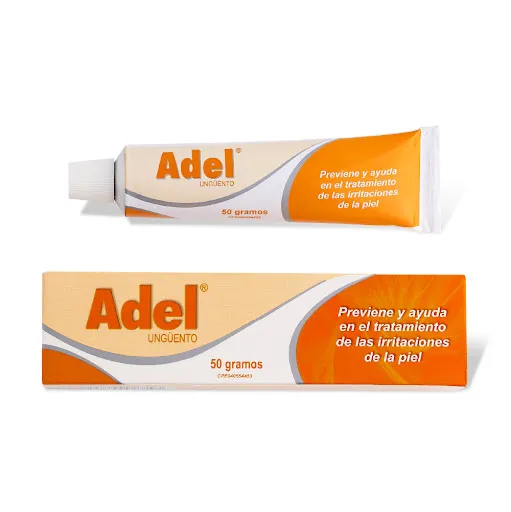 Adel®
UNGÜENTO
50 gramos
Previene y ayuda
en el tratamiento
de las irritaciones
de la piel
Adel®
UNGÜENTO
50 gramos
Previene y ayuda
en el tratamiento
de las irritaciones
de la piel